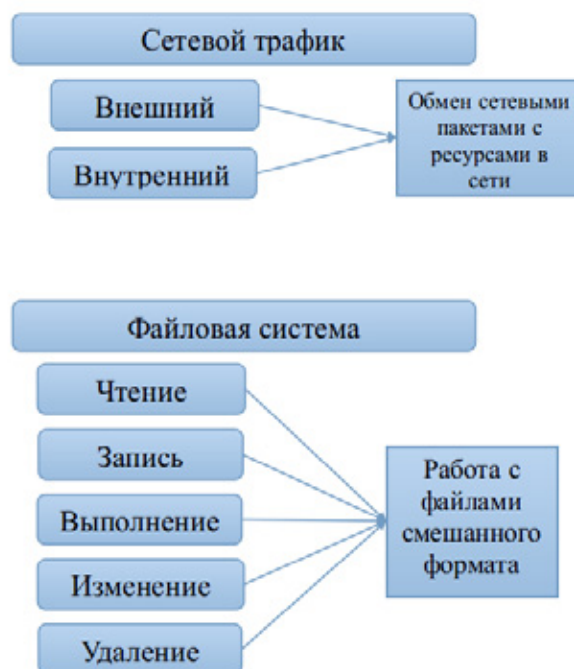 Сетевой трафик
Внешний
Внутренний
Обмен сетевыми
пакетами с
ресурсами в
сети
Файловая система
Чтение
Запись
Выполнение
Изменение
Удаление
Работа с
файлами
смешанного
формата